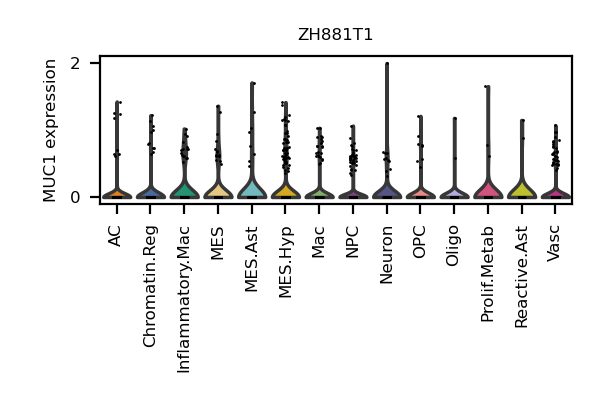 ZH881T1
MUC1 expression
2
0
AC
Chromatin.Reg
Inflammatory.Mac
MES
MES.Ast
MES.Hyp
Mac
NPC
Neuron
OPC
Oligo
Prolif.Metab
Reactive.Ast
Vasc